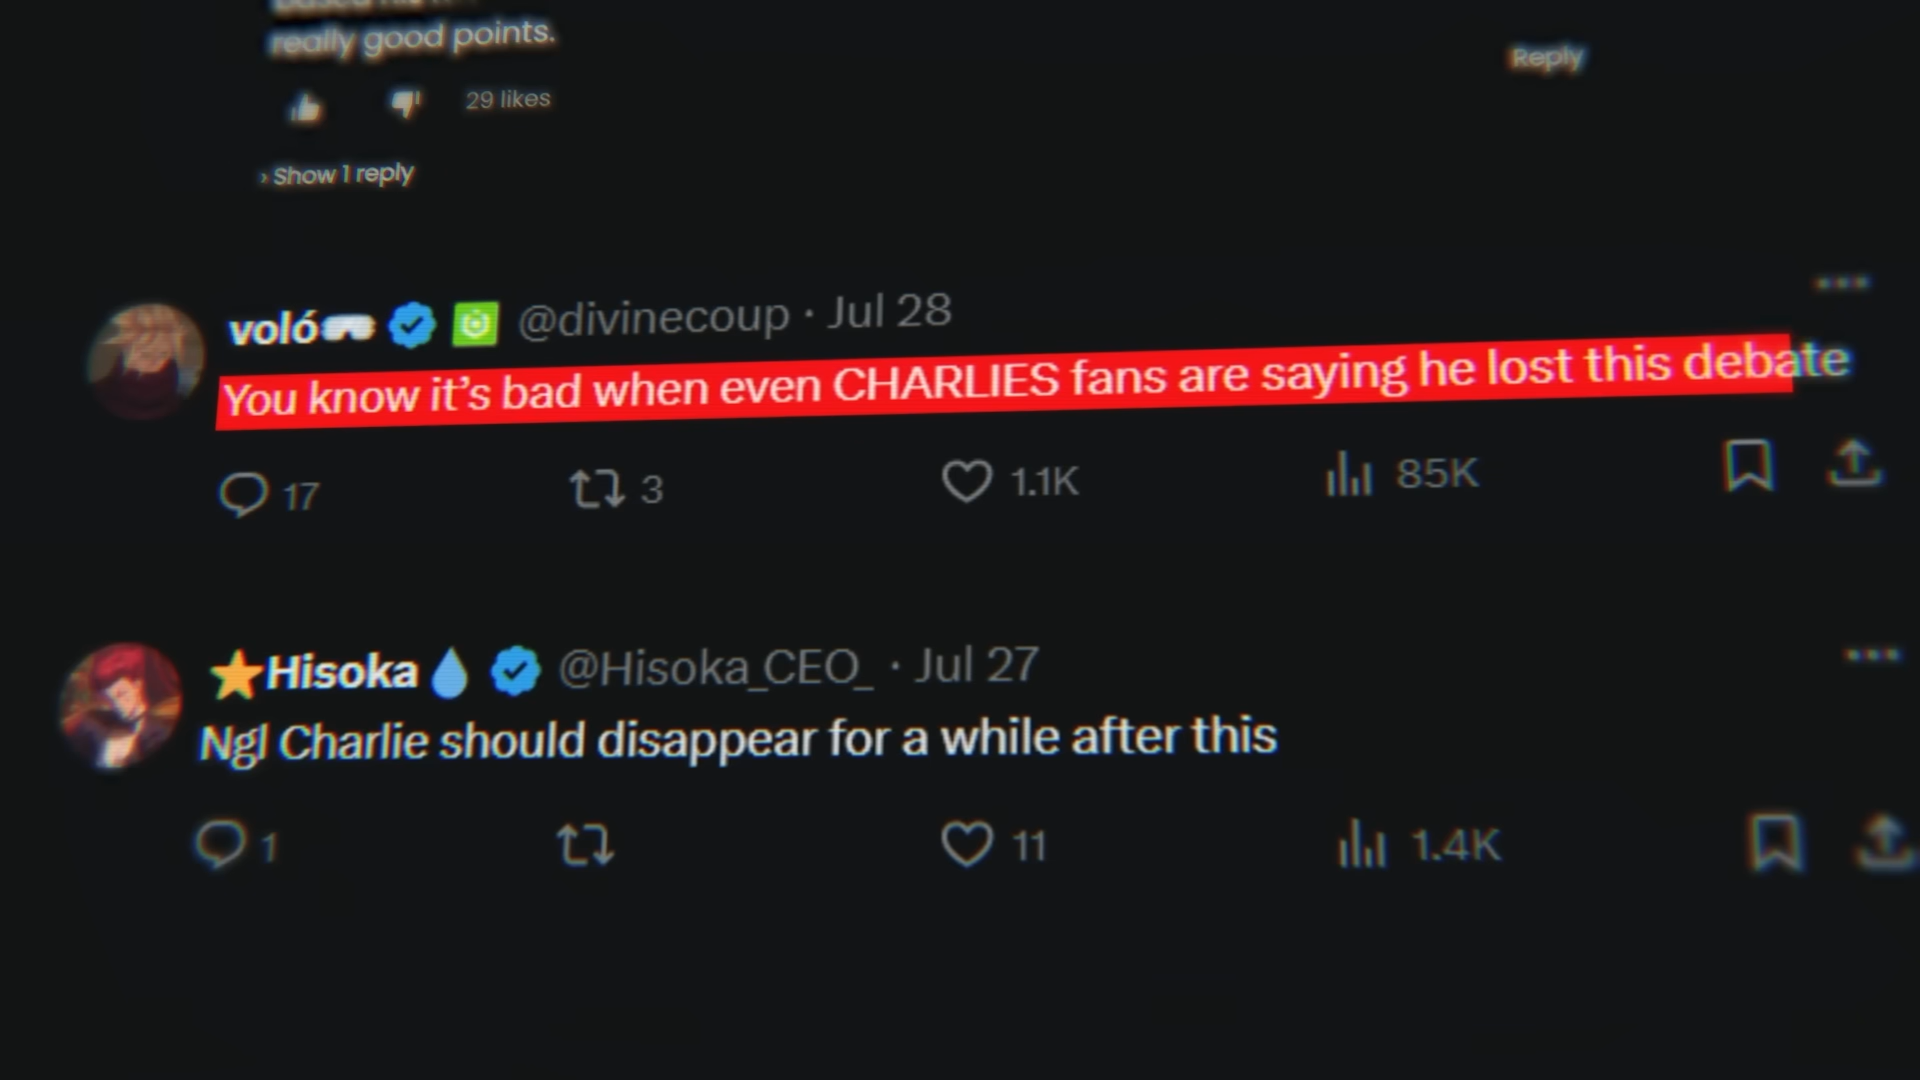 really good points.
Reply
29 likes
› Show 1 reply
voló @divinecoup · Jul 28
You know it’s bad when even CHARLIES fans are saying he lost this debate
17 3 1.1K 85K
Hisoka @Hisoka_CEO_ · Jul 27
Ngl Charlie should disappear for a while after this
1 11 1.4K